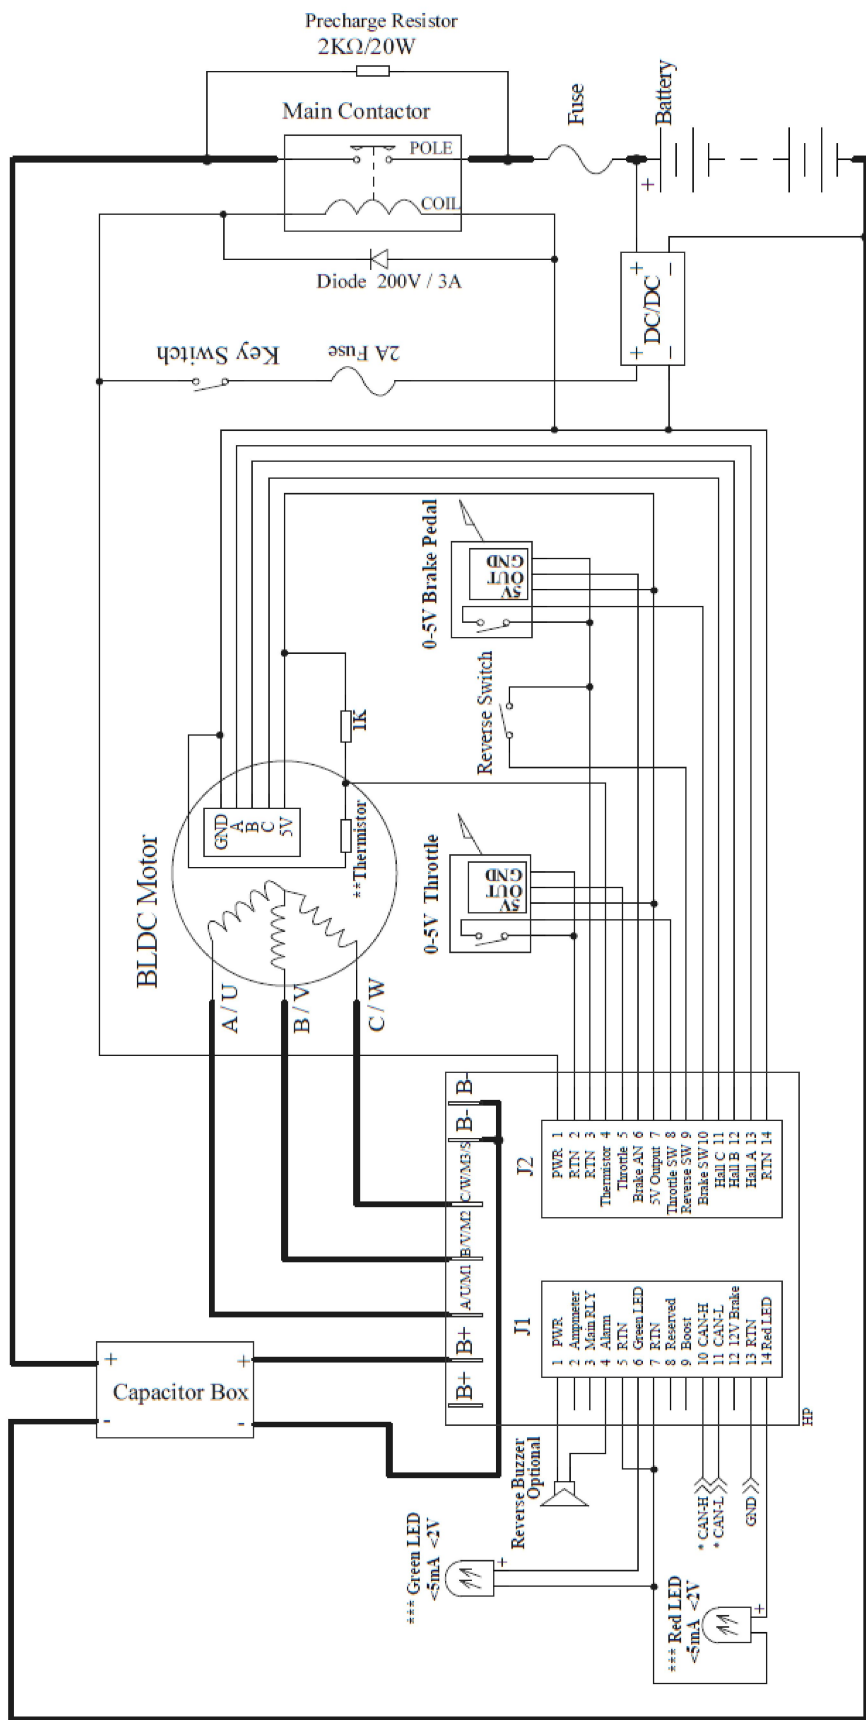 Precharge Resistor
2KΩ/20W
Main Contactor
POLE
COIL
Diode 200V / 3A
Fuse
Battery
+
DC/DC
+
-
+
-
Key Switch
2A Fuse
BLDC Motor
GND
A
B
C
5V
1K
**Thermistor
A / U
B / V
C / W
0-5V Brake Pedal
GND
OUT
5V
Reverse Switch
0-5V Throttle
GND
OUT
5V
B-
B-
C/W/M3/S
B/V/M2
A/U/M1
B+
B+
J2
PWR 1
RTN 2
RTN 3
Thermistor 4
Throttle 5
Brake AN 6
5V Output 7
Throttle SW 8
Reverse SW 9
Brake SW 10
Hall C 11
Hall B 12
Hall A 13
RTN 14
J1
1 PWR
2 Ampmeter
3 Main RLY
4 Alarm
5 RTN
6 Green LED
7 RTN
8 Reserved
9 Boost
10 CAN-H
11 CAN-L
12 12V Brake
13 RTN
14 Red LED
HP
+
+
Capacitor Box
-
-
Reverse Buzzer
Optional
*** Green LED
<5mA <2V
+
* CAN-H
* CAN-L
GND
*** Red LED
<5mA <2V
+